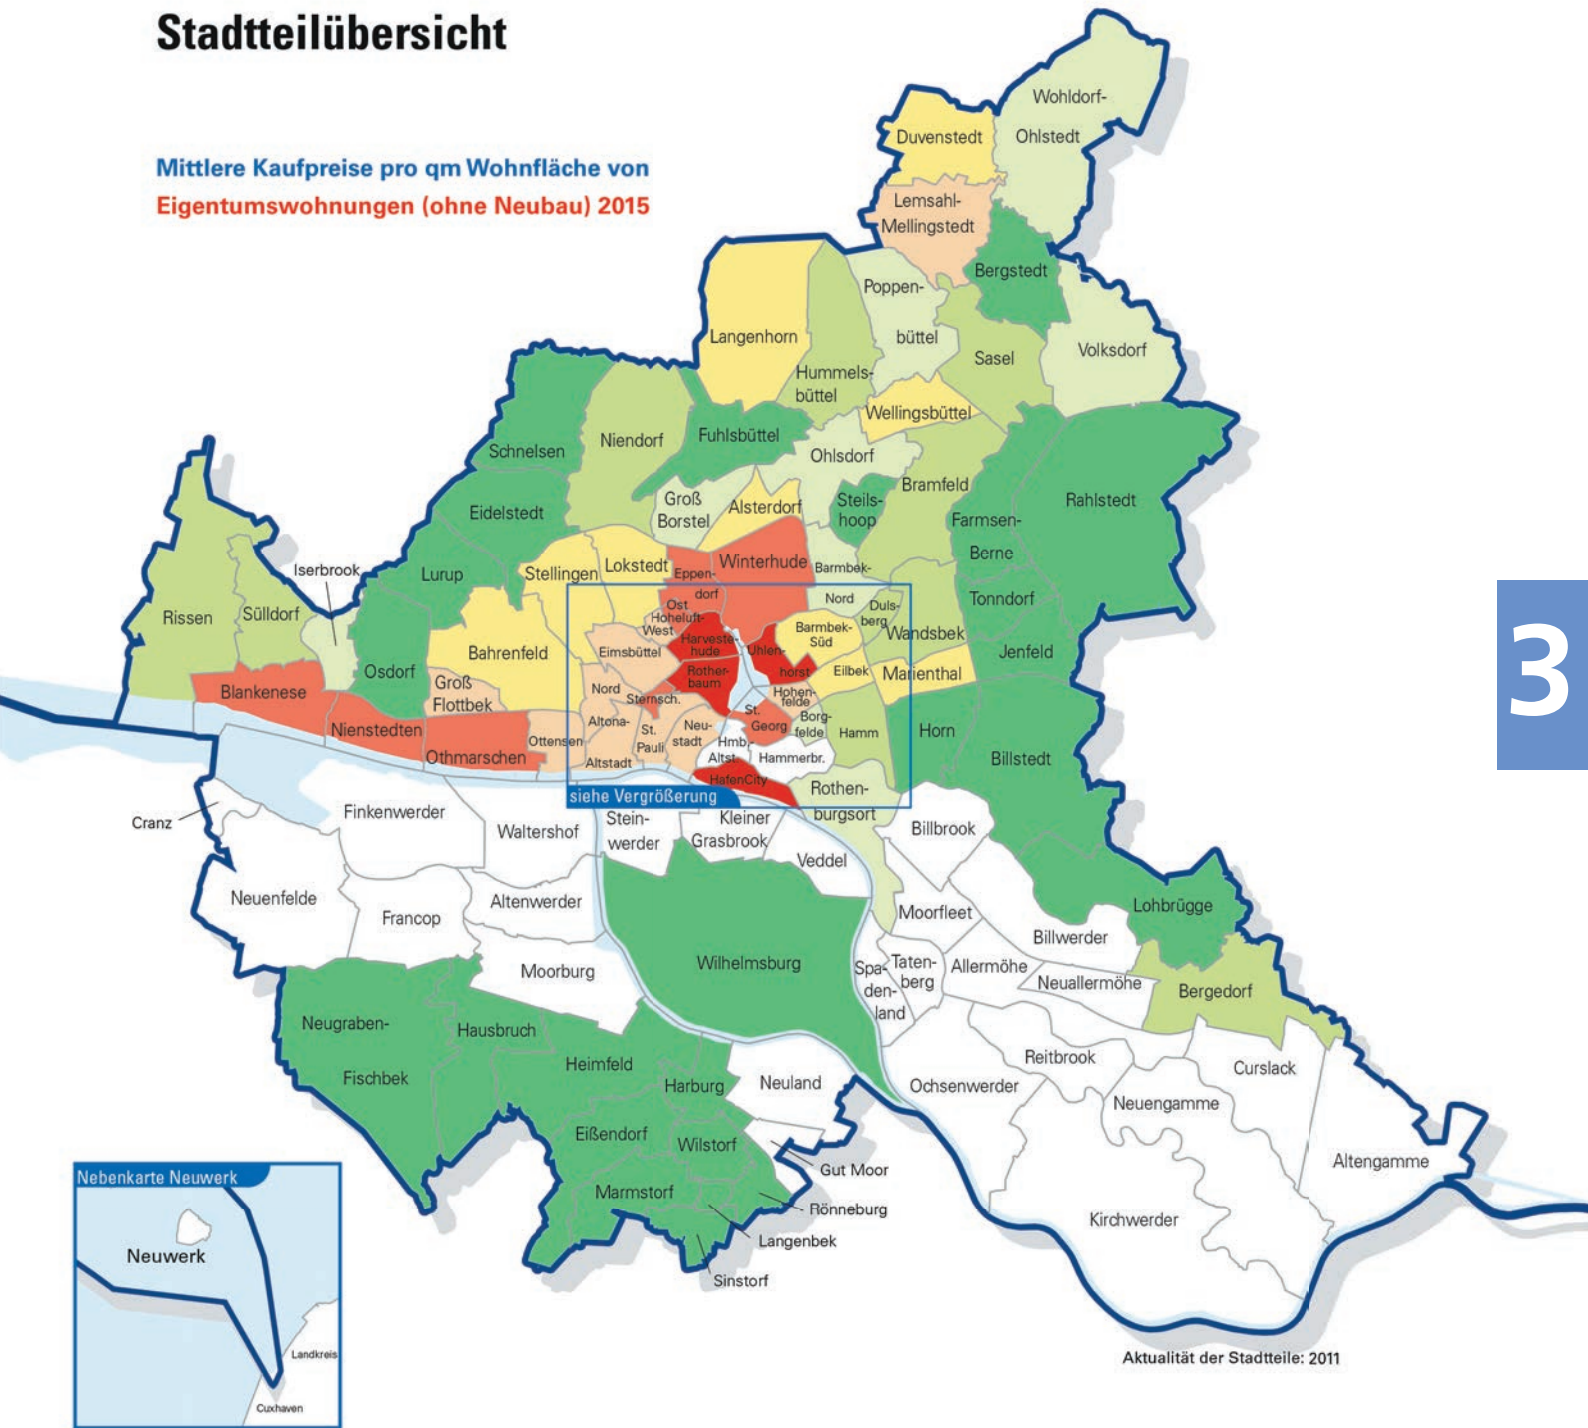 Stadtteilübersicht
Mittlere Kaufpreise pro qm Wohnfläche von
Eigentumswohnungen (ohne Neubau) 2015
Wohldorf-
Ohlstedt
Duvenstedt
Lemsahl-
Mellingstedt
Bergstedt
Poppen-
büttel
Langenhorn
Hummels-
büttel
Sasel
Volksdorf
Wellingsbüttel
Schnelsen
Niendorf
Fuhlsbüttel
Ohlsdorf
Bramfeld
Steils-
hoop
Farmsen-
Berne
Rahlstedt
Eidelstedt
Groß
Borstel
Alsterdorf
Lurup
Stellingen
Lokstedt
Eppen-
dorf
Winterhude
Barmbek-
Nord
Iserbrook
Rissen
Sülldorf
Osdorf
Bahrenfeld
Ost
Hoheluft-
West
Harveste-
hude
Uhlen-
horst
Barmbek-
Süd
Duls-
berg
Wandsbek
Tonndorf
Jenfeld
Eimsbüttel
Rother-
baum
Eilbek
Marienthal
Blankenese
Groß
Flottbek
Nienstedten
Othmarschen
Ottensen
Nord
Altona-
Altstadt
Sternsch.
St.
Pauli
Neu-
stadt
St.
Georg
Hohen-
felde
Borg-
felde
Hamm
Horn
Billstedt
Hmb.-
Altst.
Hammerbr.
HafenCity
Rothen-
burgsort
siehe Vergrößerung
3
Cranz
Finkenwerder
Waltershof
Stein-
werder
Kleiner
Grasbrook
Veddel
Billbrook
Neuenfelde
Francop
Altenwerder
Moorburg
Wilhelmsburg
Moorfleet
Billwerder
Lohbrügge
Spa-
den-
land
Taten-
berg
Allermöhe
Neuallermöhe
Bergedorf
Neugraben-
Fischbek
Hausbruch
Heimfeld
Harburg
Neuland
Ochsenwerder
Reitbrook
Neuengamme
Curslack
Altengamme
Kirchwerder
Eißendorf
Wilstorf
Marmstorf
Gut Moor
Rönneburg
Langenbek
Sinstorf
Nebenkarte Neuwerk
Neuwerk
Landkreis
Cuxhaven
Aktualität der Stadtteile: 2011